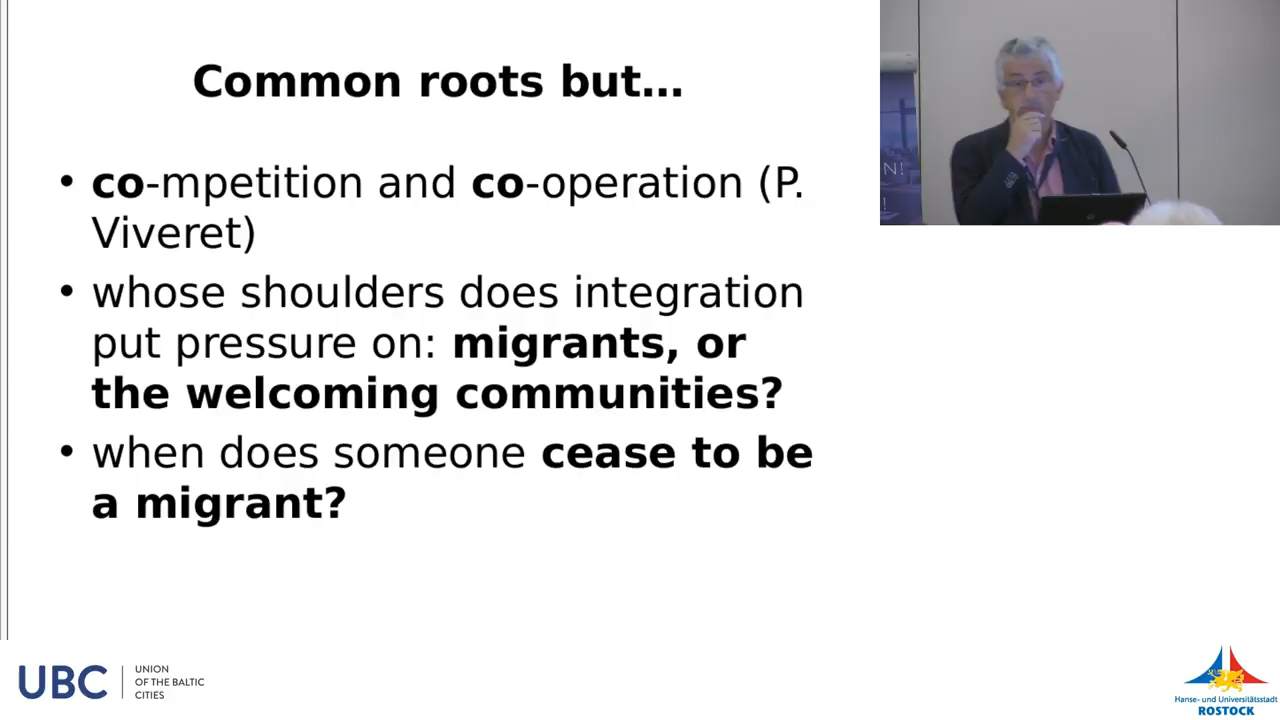 Common roots but...
• co-mpetition and co-operation (P.
Viveret)
• whose shoulders does integration
put pressure on: migrants, or
the welcoming communities?
• when does someone cease to be
a migrant?
N!
!
UBC
UNION
OF THE BALTIC
CITIES
Hanse- und Universitätsstadt
ROSTOCK